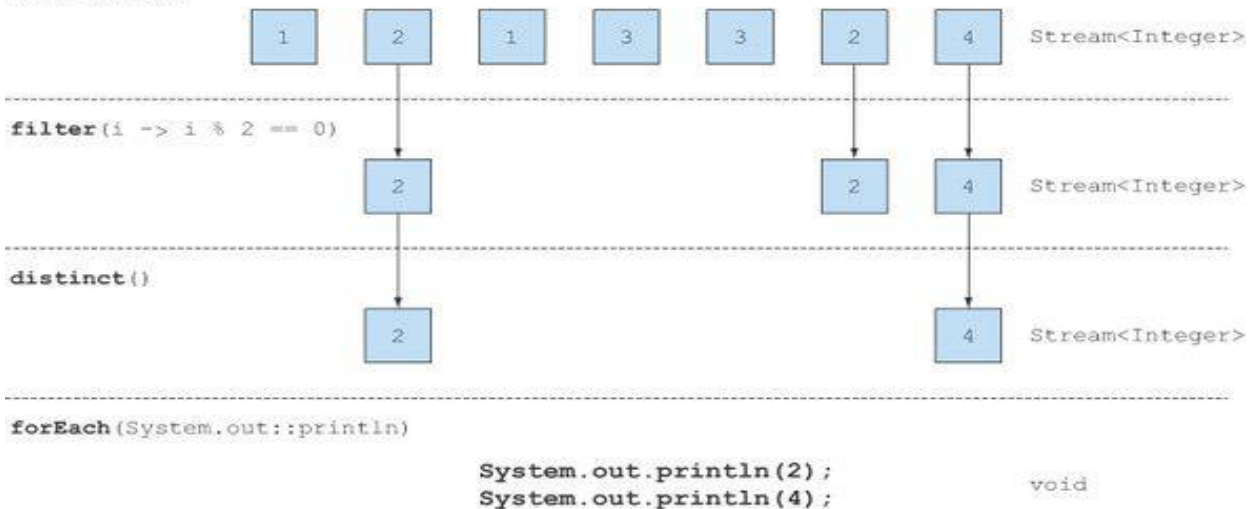 1 2 1 3 3 2 4 Stream<Integer>
filter(i -> i % 2 == 0)
2 2 4 Stream<Integer>
distinct()
2 4 Stream<Integer>
forEach(System.out::println)
System.out.println(2);
System.out.println(4);
void